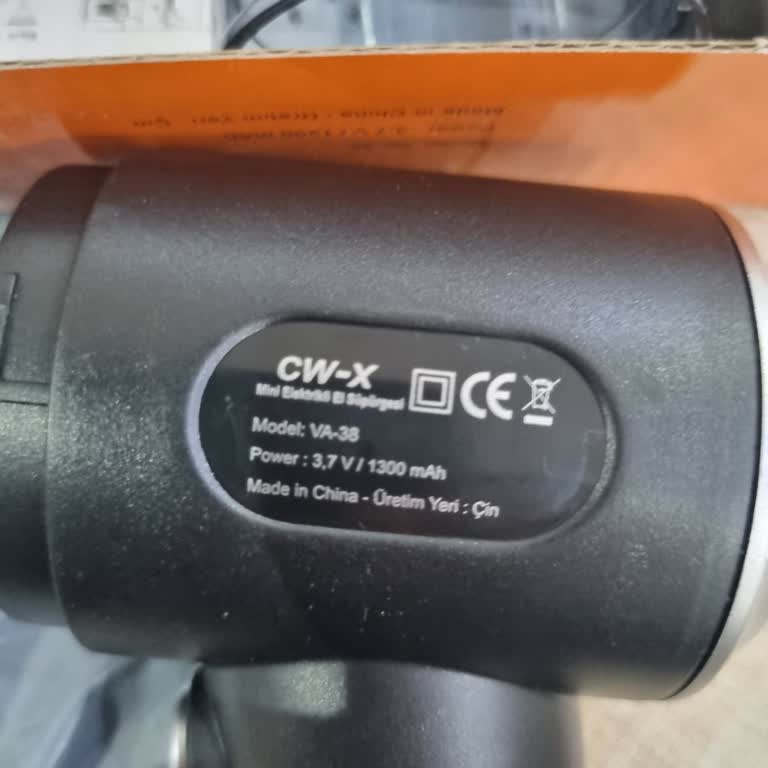 CW-X
Mini Elektrikli El Süpürgesi
CE
Model: VA-38
Power : 3,7 V / 1300 mAh
Made in China - Üretim Yeri : Çin